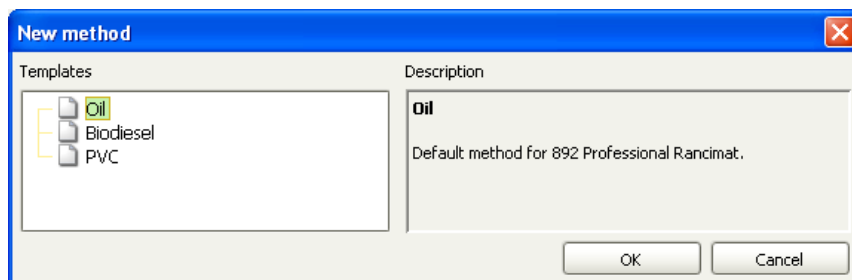 New method
Templates
Description
Oil
Biodiesel
PVC
Oil
Default method for 892 Professional Rancimat.
OK
Cancel